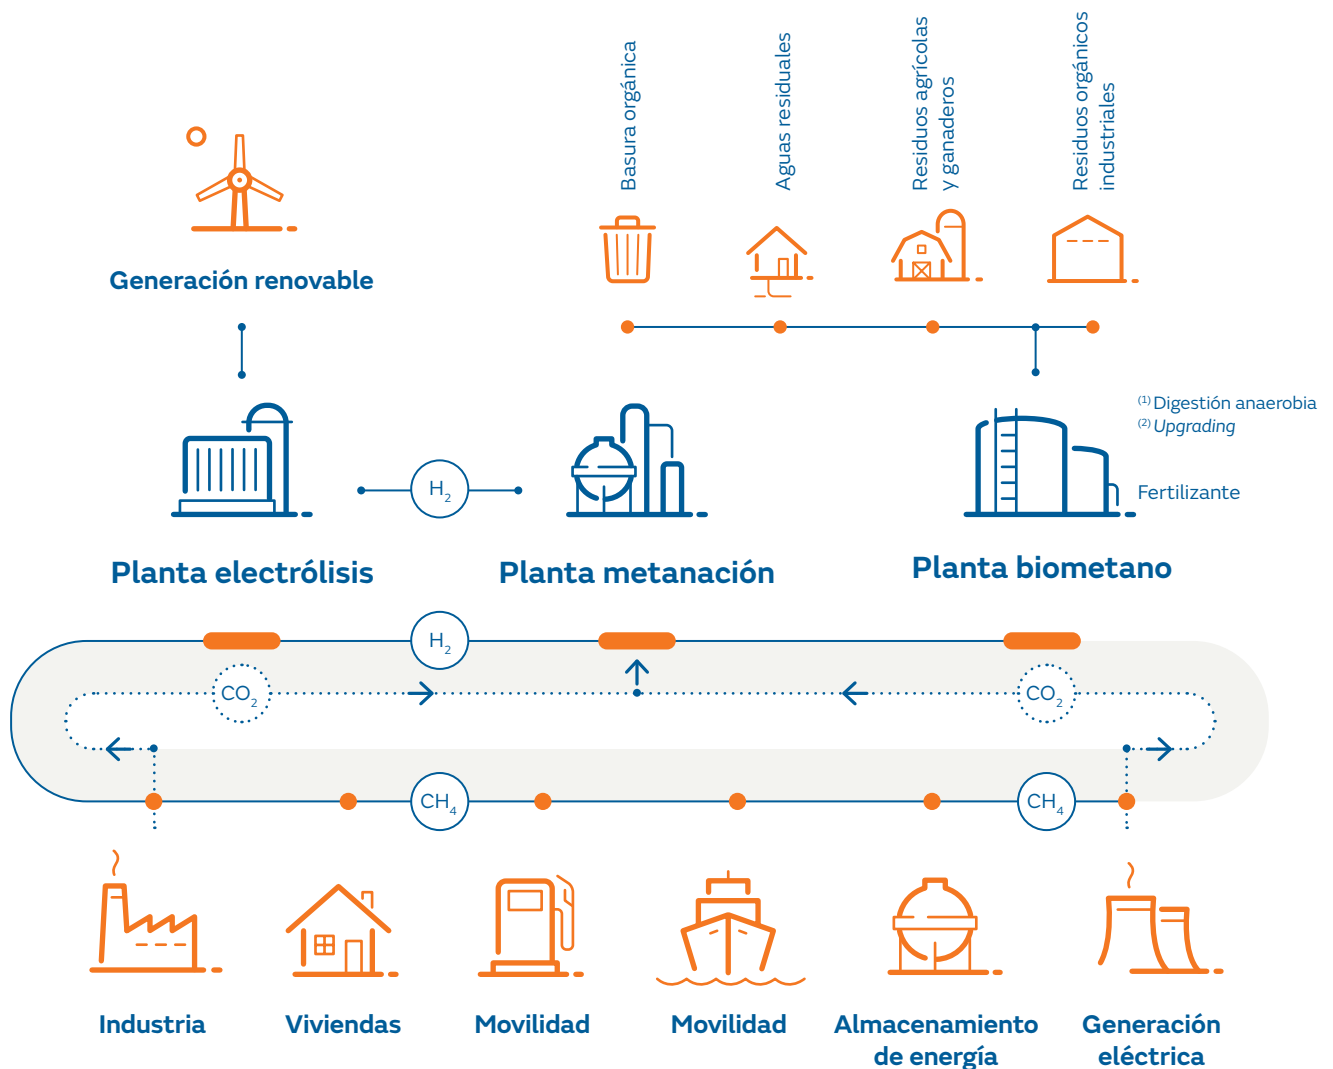 Basura orgánica
Aguas residuales
Residuos agrícolas
y ganaderos
Residuos orgánicos
industriales
Generación renovable
(1) Digestión anaerobia
(2) Upgrading
H₂
Fertilizante
Planta electrólisis
Planta metanación
Planta biometano
H₂
CO₂
CO₂
CH₄
CH₄
Industria
Viviendas
Movilidad
Movilidad
Almacenamiento
de energía
Generación
eléctrica